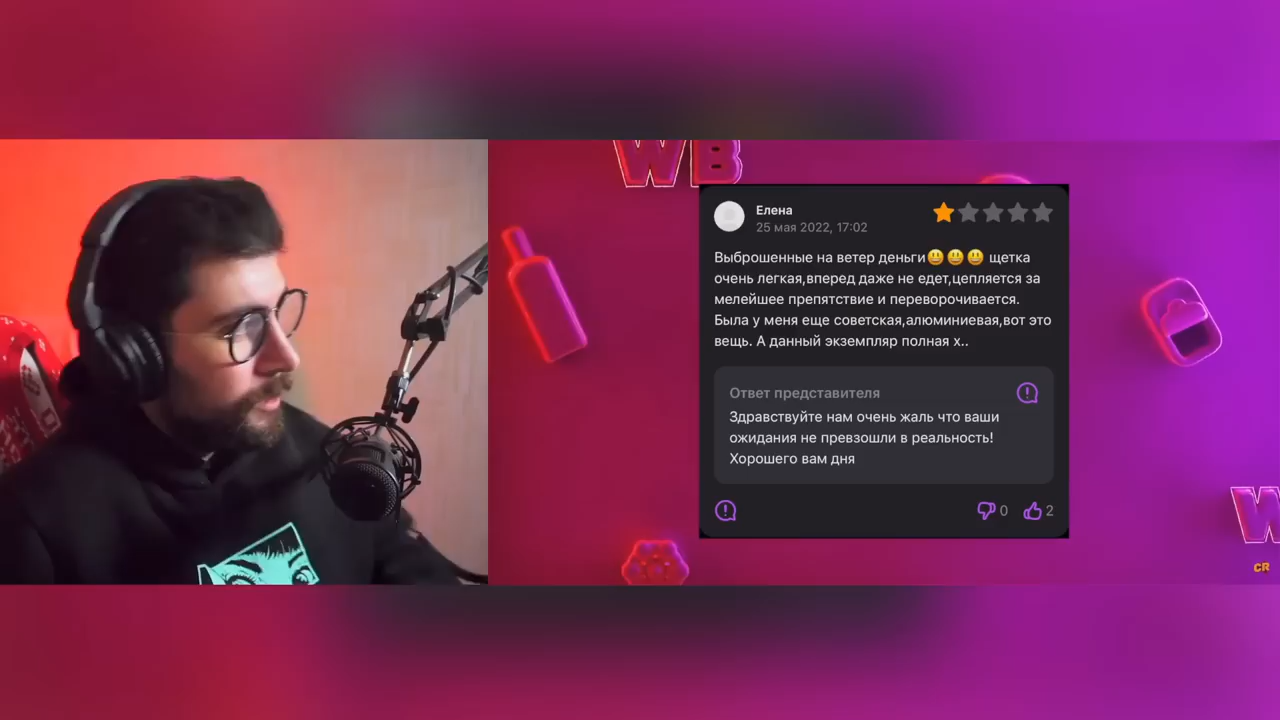 WB
Елена
25 мая 2022, 17:02
Выброшенные на ветер деньги😃😃😃 щетка
очень легкая,вперед даже не едет,цепляется за
мелейшее препятствие и переворочивается.
Была у меня еще советская,алюминиевая,вот это
вещь. А данный экземпляр полная х..
Ответ представителя
Здравствуйте нам очень жаль что ваши
ожидания не превзошли в реальность!
Хорошего вам дня
0
2
W
CR